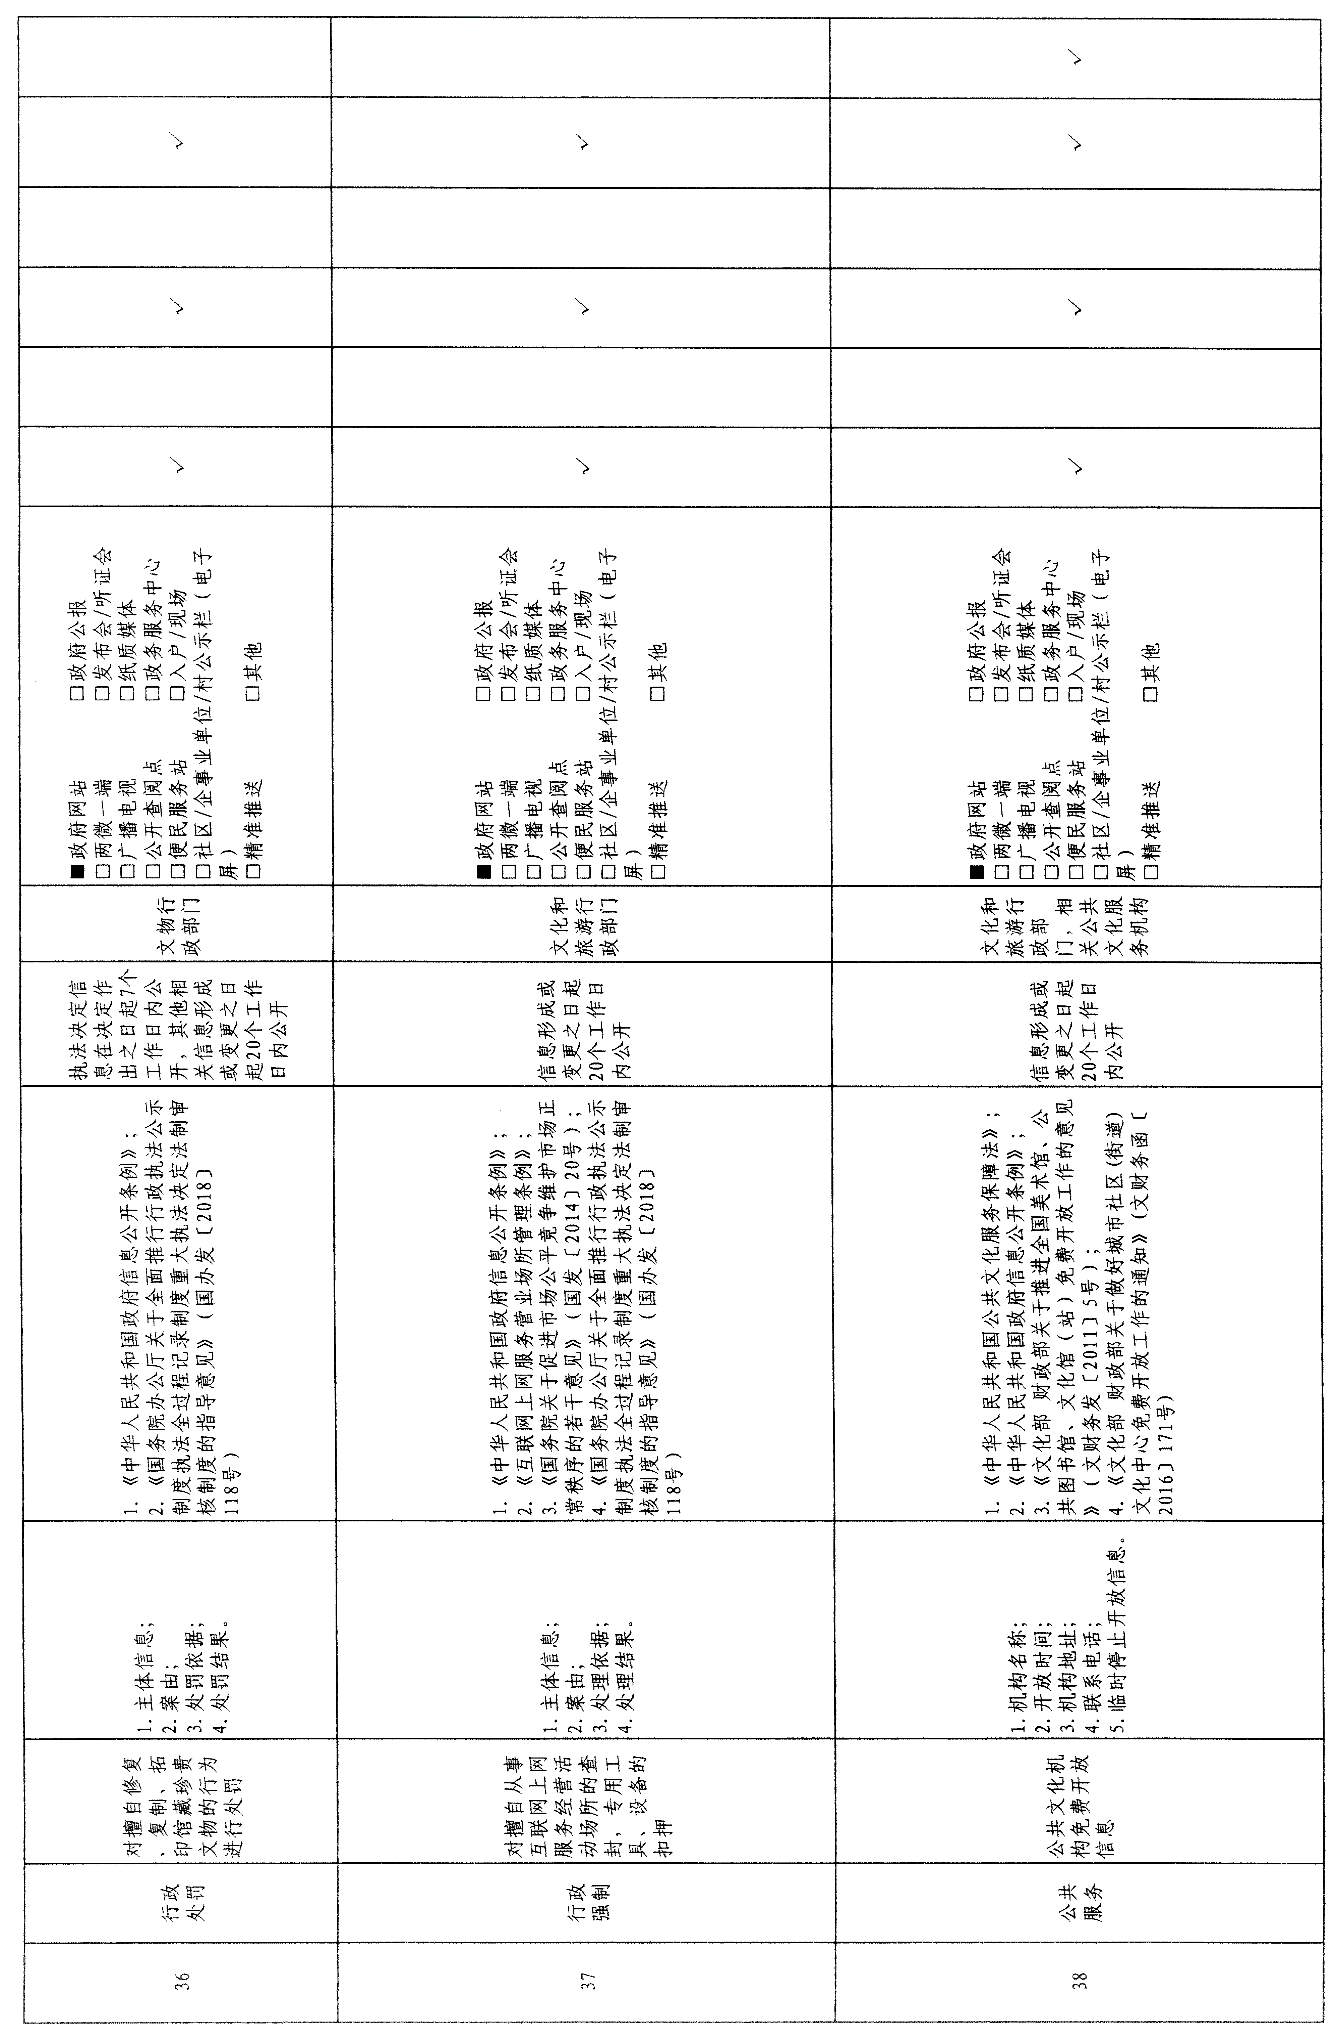 36
行政
处罚
对擅自修复
、复制、拓
印馆藏珍贵
文物的行为
进行处罚
1. 主体信息；
2. 案由；
3. 处罚依据；
4. 处罚结果。
1. 《中华人民共和国政府信息公开条例》；
2. 《国务院办公厅关于全面推行行政执法公示
制度执法全过程记录制度重大执法决定法制审
核制度的指导意见》（国办发〔2018〕
118号）
执法决定信
息在决定作
出之日起7个
工作日内公
开，其他相
关信息形成
或变更之日
起20个工作
日内公开
文物行
政部门
■政府网站 □政府公报
□两微一端 □发布会/听证会
□广播电视 □纸质媒体
□公开查阅点 □政务服务中心
□便民服务站 □入户/现场
□社区/企事业单位/村公示栏（电子
屏）
□精准推送 □其他
√
√
√
37
行政
强制
对擅自从事
互联网上网
服务经营活
动场所的查
封，专用工
具、设备的
扣押
1. 主体信息；
2. 案由；
3. 处理依据；
4. 处理结果。
1. 《中华人民共和国政府信息公开条例》；
2. 《互联网上网服务营业场所管理条例》；
3. 《国务院关于促进市场公平竞争维护市场正
常秩序的若干意见》（国发〔2014〕20号）；
4. 《国务院办公厅关于全面推行行政执法公示
制度执法全过程记录制度重大执法决定法制审
核制度的指导意见》（国办发〔2018〕
118号）
信息形成或
变更之日起
20个工作日
内公开
文化和
旅游行
政部门
■政府网站 □政府公报
□两微一端 □发布会/听证会
□广播电视 □纸质媒体
□公开查阅点 □政务服务中心
□便民服务站 □入户/现场
□社区/企事业单位/村公示栏（电子
屏）
□精准推送 □其他
√
√
√
38
公共
服务
公共文化机
构免费开放
信息
1. 机构名称；
2. 开放时间；
3. 机构地址；
4. 联系电话；
5. 临时停止开放信息。
1. 《中华人民共和国公共文化服务保障法》；
2. 《中华人民共和国政府信息公开条例》；
3. 《文化部 财政部关于推进全国美术馆、公
共图书馆、文化馆（站）免费开放工作的意见
》（文财务发〔2011〕5号）；
4. 《文化部 财政部关于做好城市社区(街道)
文化中心免费开放工作的通知》(文财务函〔
2016〕171号)
信息形成或
变更之日起
20个工作日
内公开
文化和
旅游行
政部
门，相
关公共
文化服
务机构
■政府网站 □政府公报
□两微一端 □发布会/听证会
□广播电视 □纸质媒体
□公开查阅点 □政务服务中心
□便民服务站 □入户/现场
□社区/企事业单位/村公示栏（电子
屏）
□精准推送 □其他
√
√
√
√